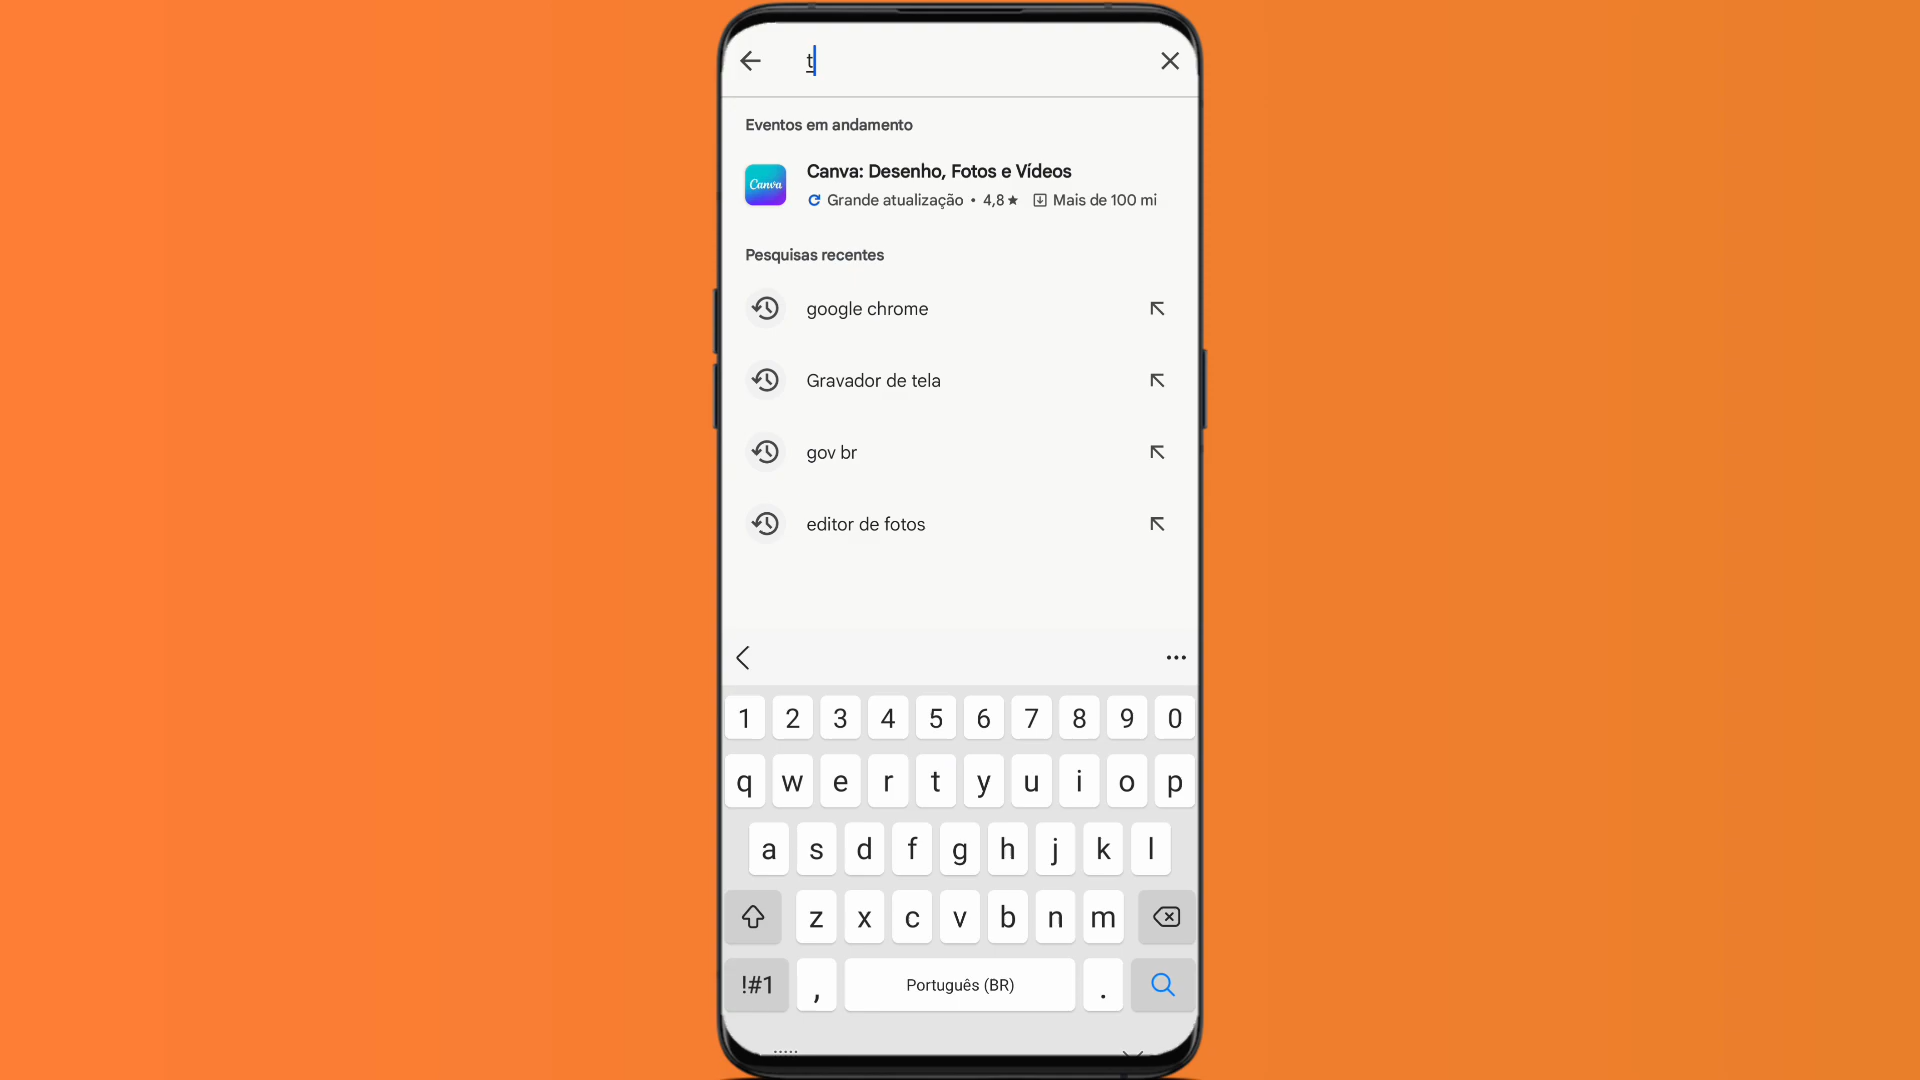 t
Eventos em andamento
Canva
Canva: Desenho, Fotos e Vídeos
Grande atualização • 4,8★ Mais de 100 mi
Pesquisas recentes
google chrome
Gravador de tela
gov br
editor de fotos
1 2 3 4 5 6 7 8 9 0
q w e r t y u i o p
a s d f g h j k l
z x c v b n m
!#1 , Português (BR) .